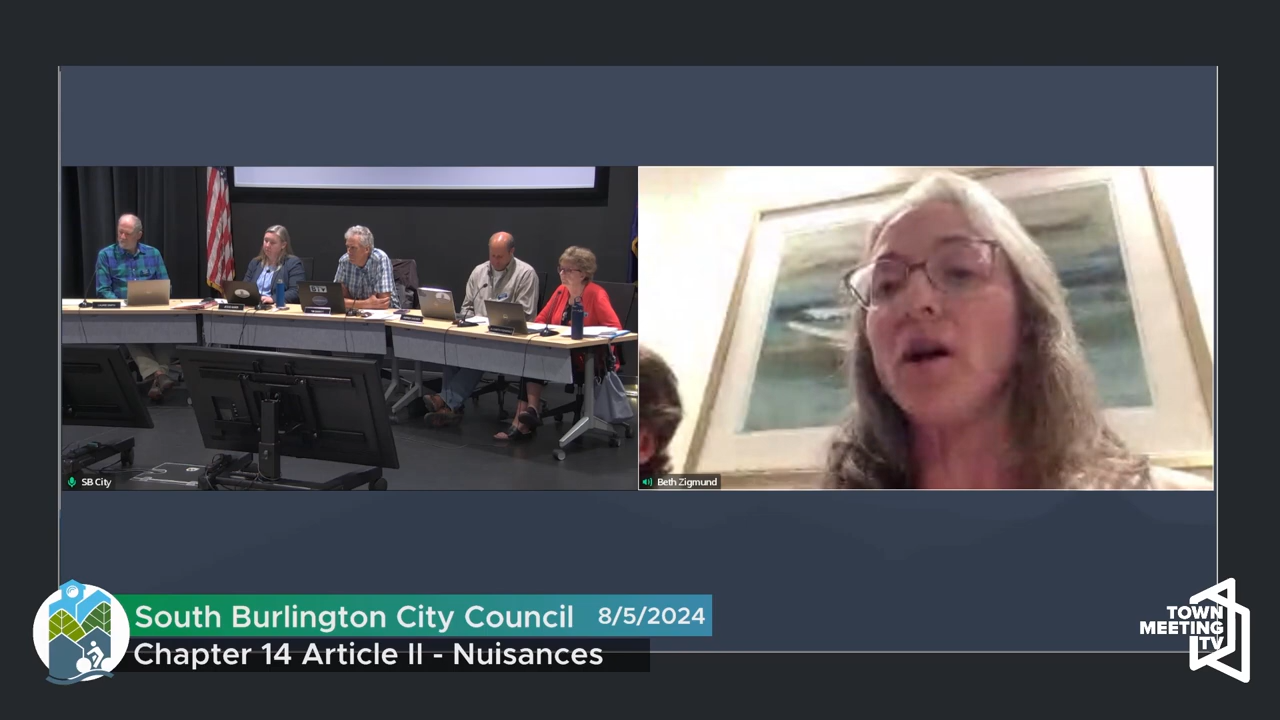 SB City
Beth Zigmund
South Burlington City Council 8/5/2024
Chapter 14 Article II - Nuisances
TOWN
MEETING
TV